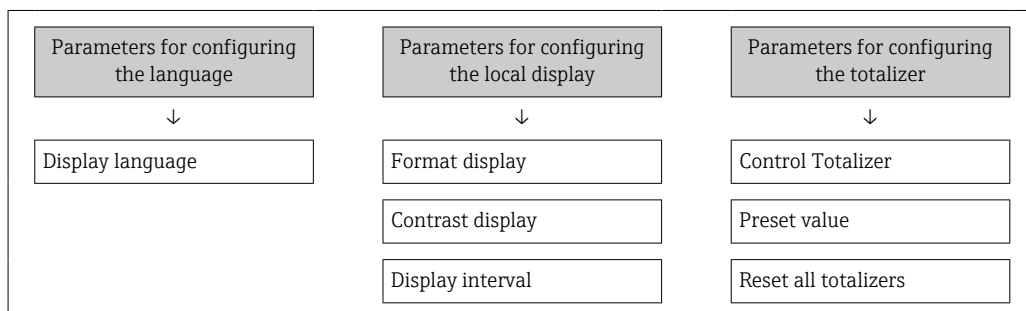 Parameters for configuring
the language
↓
Display language
Parameters for configuring
the local display
↓
Format display
Contrast display
Display interval
Parameters for configuring
the totalizer
↓
Control Totalizer
Preset value
Reset all totalizers